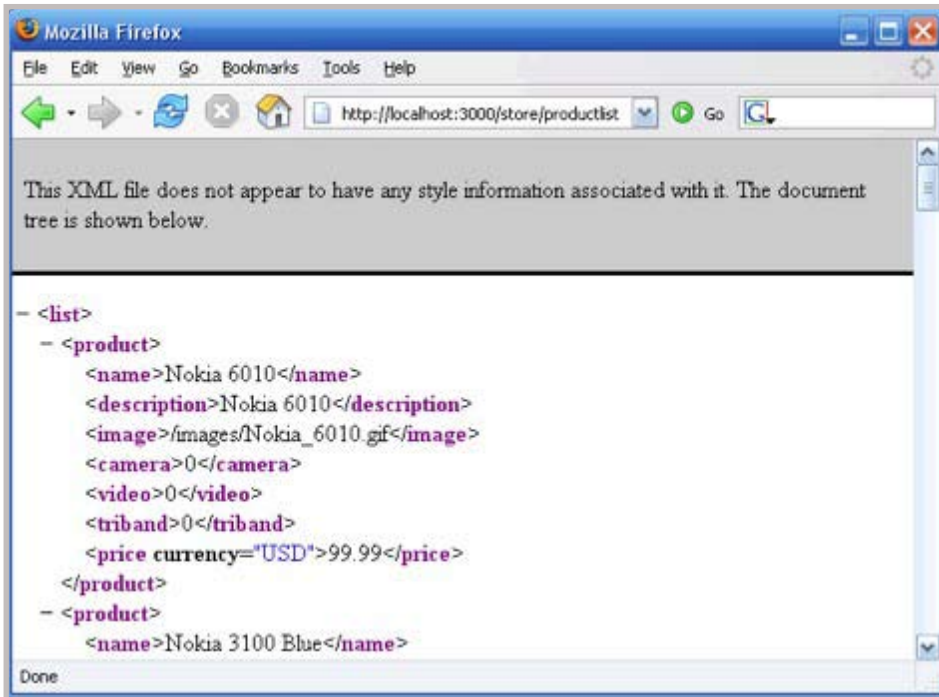 Mozilla Firefox
File Edit View Go Bookmarks Tools Help
http://localhost:3000/store/productlist Go G
This XML file does not appear to have any style information associated with it. The document
tree is shown below.
− <list>
− <product>
<name>Nokia 6010</name>
<description>Nokia 6010</description>
<image>/images/Nokia_6010.gif</image>
<camera>0</camera>
<video>0</video>
<triband>0</triband>
<price currency="USD">99.99</price>
</product>
− <product>
<name>Nokia 3100 Blue</name>
Done